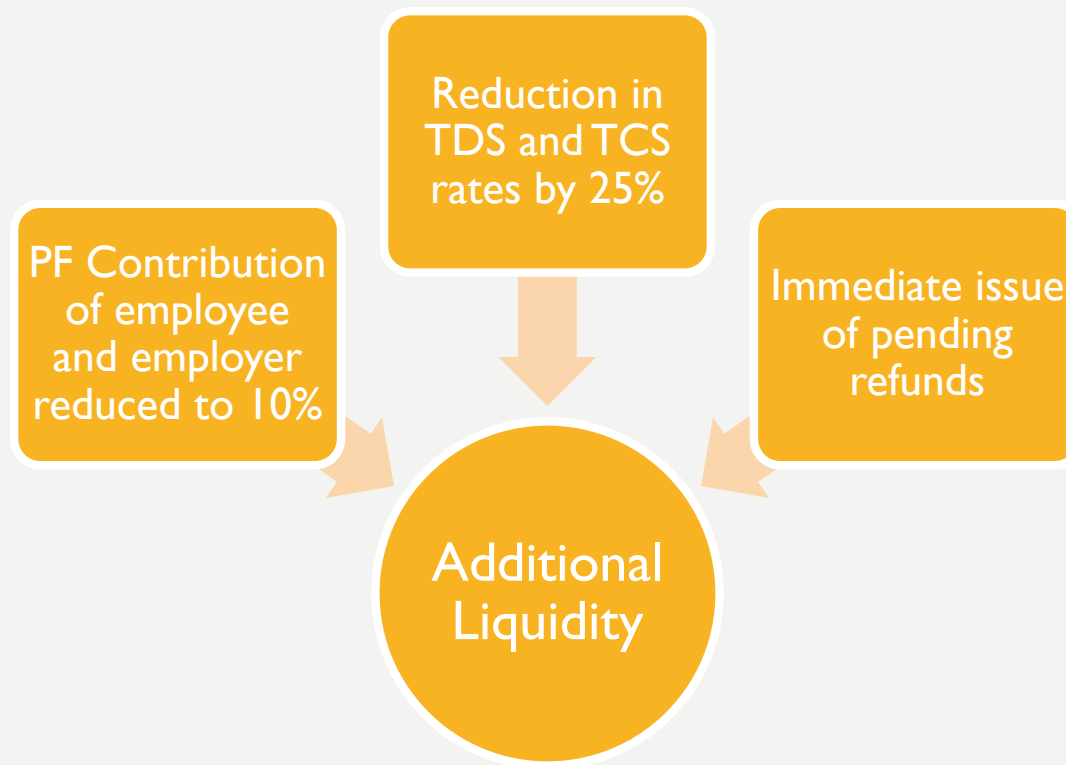 Reduction in
TDS and TCS
rates by 25%
PF Contribution
of employee
and employer
reduced to 10%
Immediate issue
of pending
refunds
Additional
Liquidity